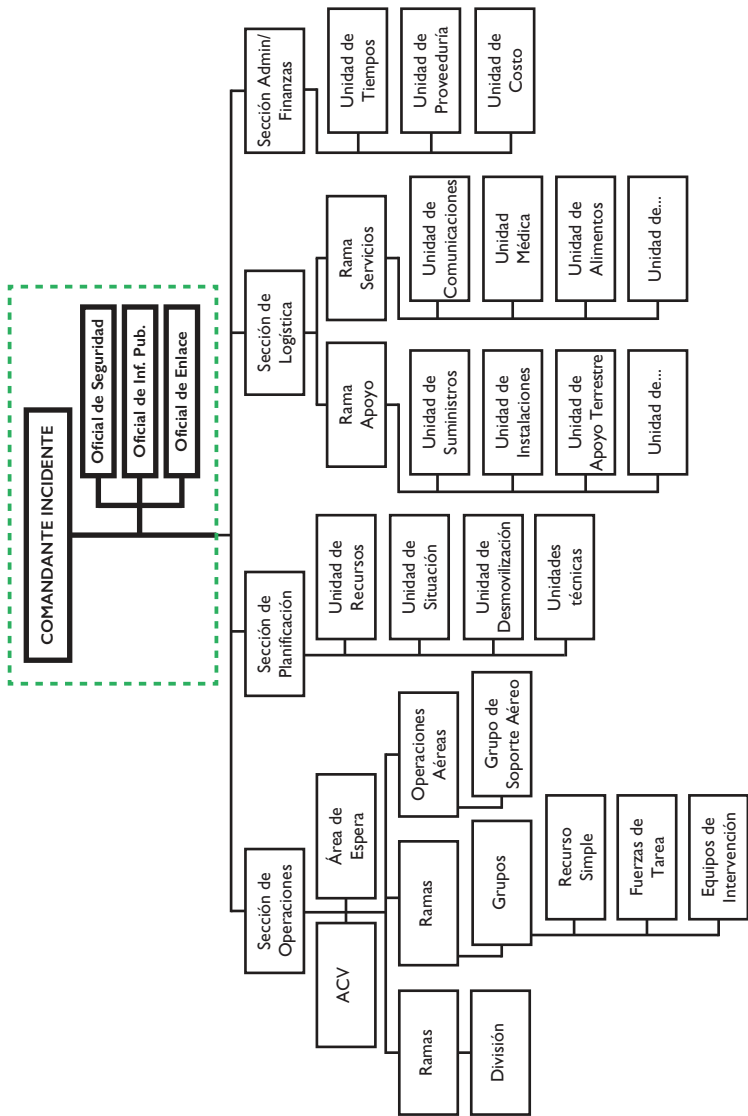 COMANDANTE INCIDENTE
Oficial de Seguridad
Oficial de Inf. Pub.
Oficial de Enlace
Sección de
Operaciones
ACV
Área de
Espera
Ramas
División
Ramas
Grupos
Recurso
Simple
Fuerzas de
Tarea
Equipos de
Intervención
Operaciones
Aéreas
Grupo de
Soporte Aéreo
Sección de
Planificación
Unidad de
Recursos
Unidad de
Situación
Unidad de
Desmovilización
Unidades
técnicas
Sección de
Logística
Rama
Apoyo
Unidad de
Suministros
Unidad de
Instalaciones
Unidad de
Apoyo Terrestre
Unidad de...
Rama
Servicios
Unidad de
Comunicaciones
Unidad
Médica
Unidad de
Alimentos
Unidad de...
Sección Admin/
Finanzas
Unidad de
Tiempos
Unidad de
Proveeduría
Unidad de
Costo